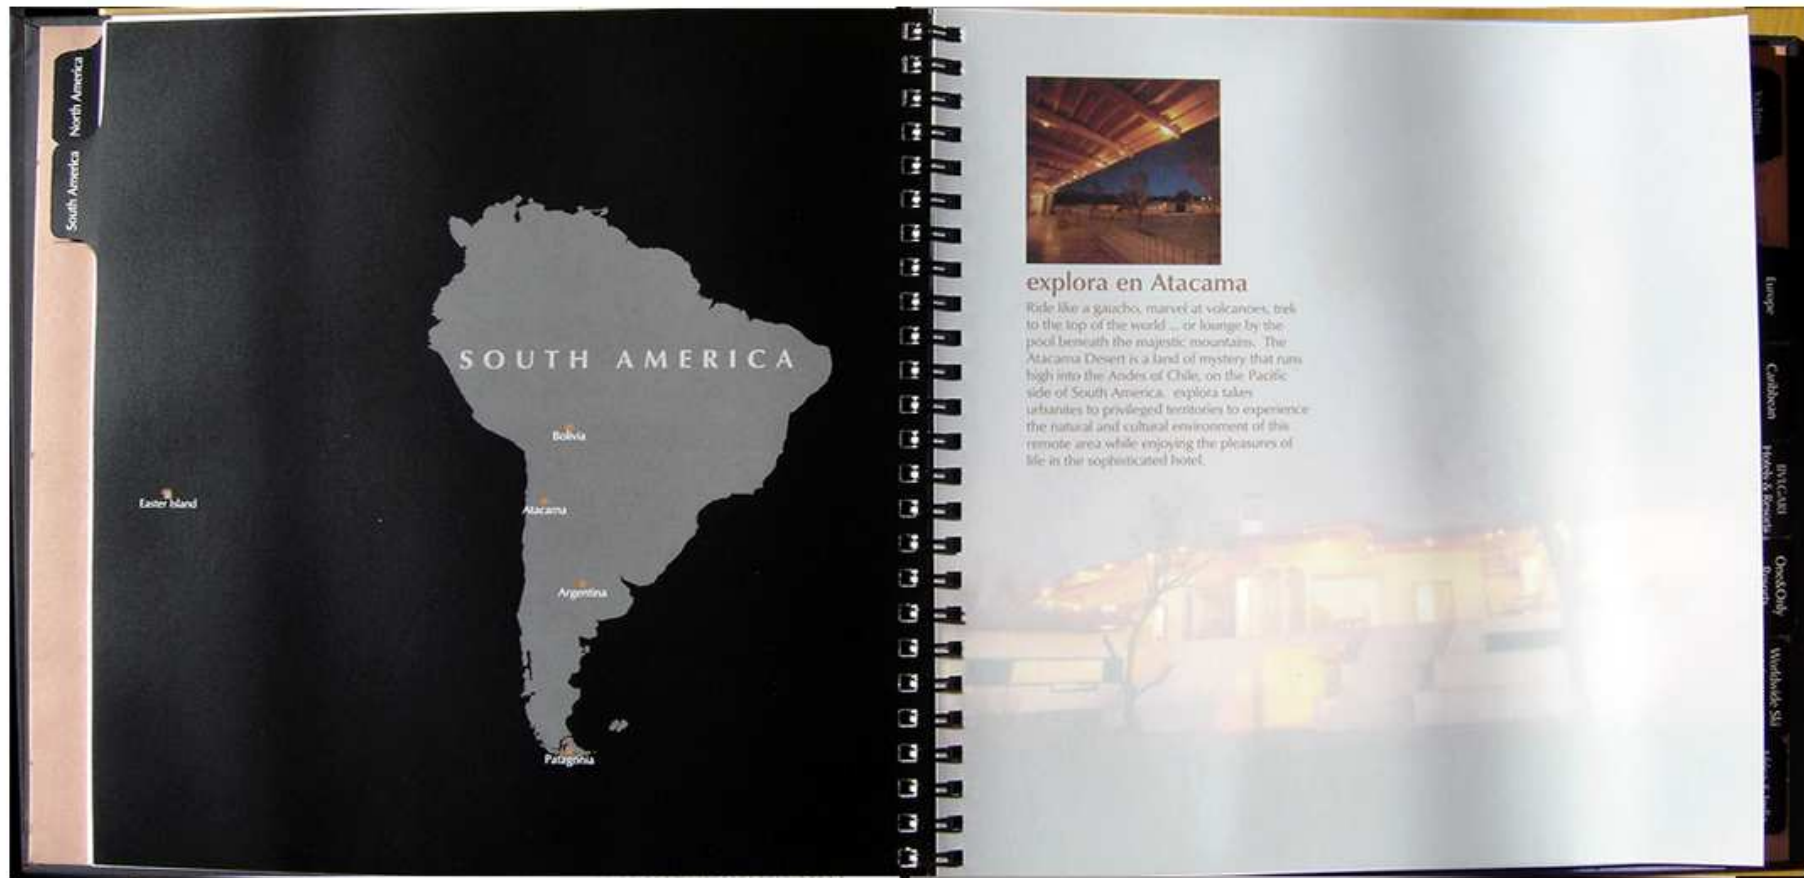 North America
South America
SOUTH AMERICA
Bolivia
Easter Island
Atacama
Argentina
Patagonia
explora en Atacama
Ride like a gaucho, marvel at volcanoes, trek
to the top of the world ... or lounge by the
pool beneath the majestic mountains. The
Atacama Desert is a land of mystery that runs
high into the Andes of Chile, on the Pacific
side of South America. explora takes
urbanites to privileged territories to experience
the natural and cultural environment of this
remote area while enjoying the pleasures of
life in the sophisticated hotel.
Europe
Caribbean
BVLGARI
Hotels & Resorts
One&Only
Resorts
Worldwide Ski